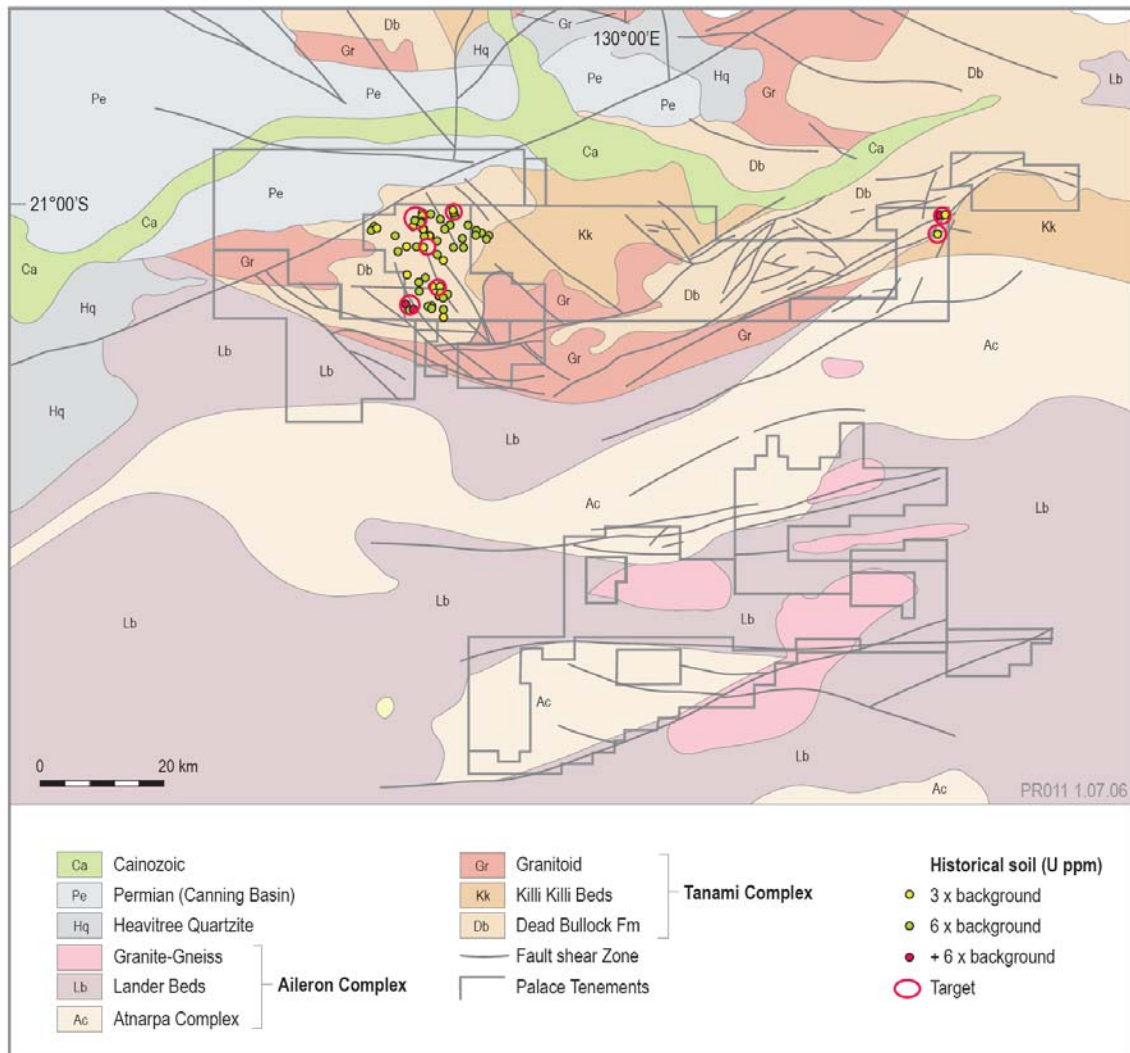 Db
Gr
Hq
Gr
130°00'E
Pe
Pe
Pe
Pe
Hq
Gr
Db
Lb
Ca
Db
Ca
21°00'S
Pe
Ca
Db
Kk
Kk
Ca
Hq
Gr
Db
Gr
Db
Lb
Lb
Gr
Gr
Ac
Hq
Lb
Ac
Lb
Lb
Lb
Lb
Ac
Lb
Ac
0 20 km
PR011 1.07.06
Ca Cainozoic
Pe Permian (Canning Basin)
Hq Heavitree Quartzite
Granite-Gneiss
Lb Lander Beds
Ac Atnarpa Complex
Aileron Complex
Gr Granitoid
Kk Killi Killi Beds
Db Dead Bullock Fm
Tanami Complex
Fault shear Zone
Palace Tenements
Historical soil (U ppm)
3 x background
6 x background
+ 6 x background
Target